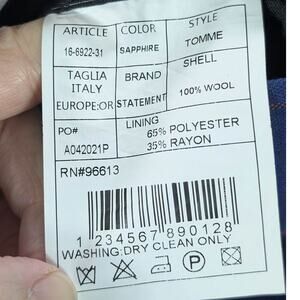 ARTICLE COLOR STYLE
16-6922-31 SAPPHIRE TOMME
TAGLIA BRAND SHELL
ITALY
EUROPE:OR STATEMENT 100% WOOL
PO# LINING
A042021P 65% POLYESTER
35% RAYON
RN#96613
1 234567 890128
WASHING:DRY CLEAN ONLY
P